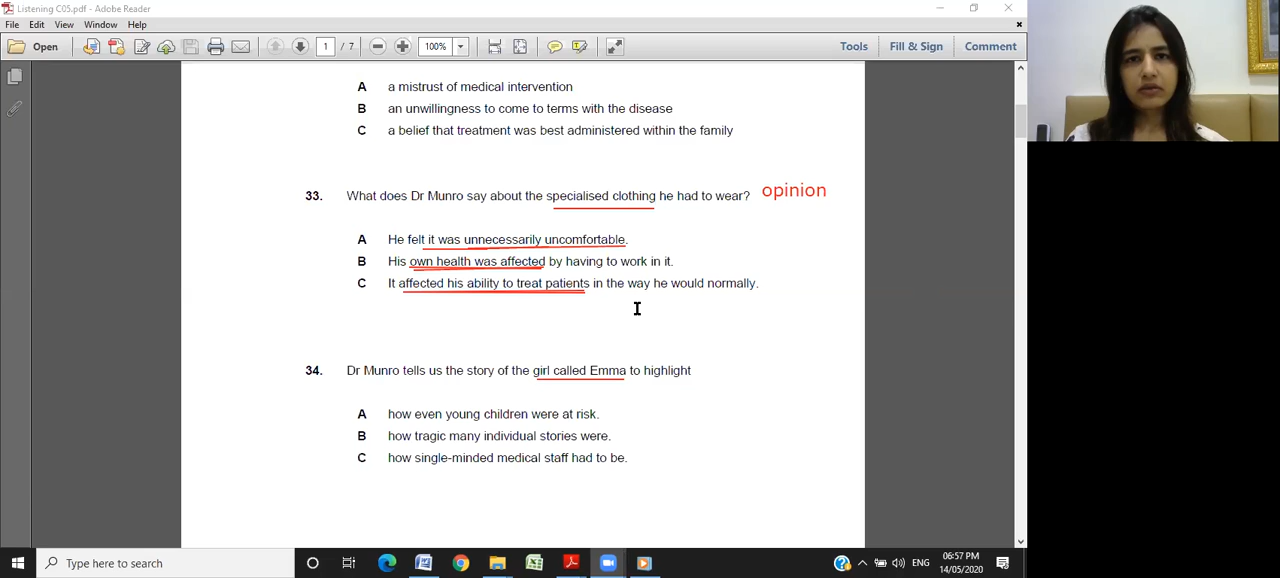 Listening C05.pdf - Adobe Reader
File Edit View Window Help
Open 1 / 7 100% Tools Fill & Sign Comment
A a mistrust of medical intervention
B an unwillingness to come to terms with the disease
C a belief that treatment was best administered within the family
33. What does Dr Munro say about the specialised clothing he had to wear? opinion
A He felt it was unnecessarily uncomfortable.
B His own health was affected by having to work in it.
C It affected his ability to treat patients in the way he would normally.
34. Dr Munro tells us the story of the girl called Emma to highlight
A how even young children were at risk.
B how tragic many individual stories were.
C how single-minded medical staff had to be.
Type here to search
ENG
06:57 PM
14/05/2020